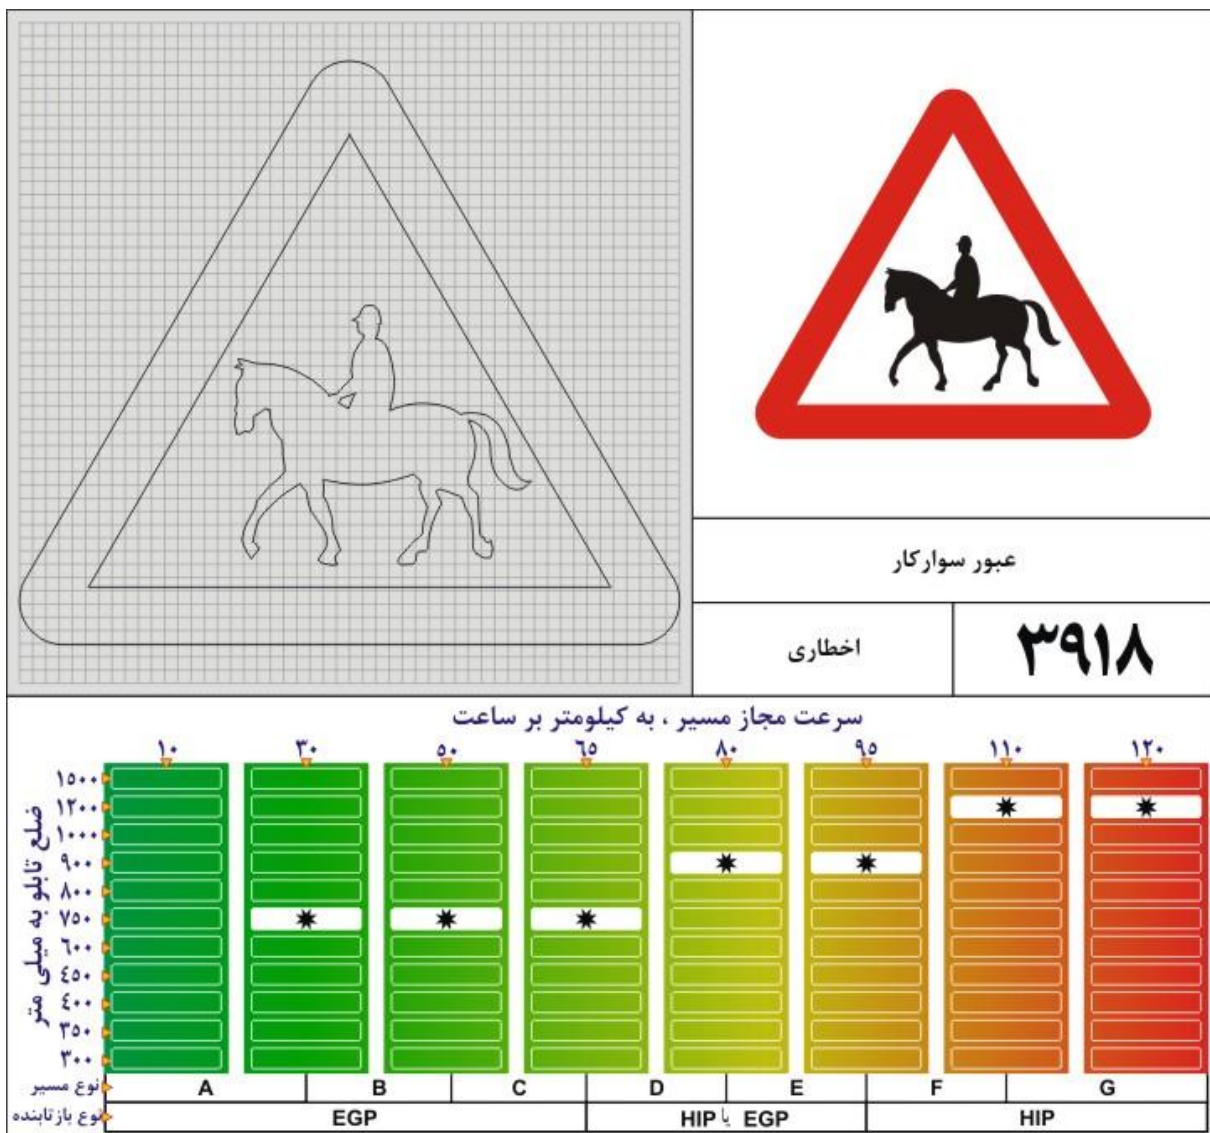 عبور سوارکار
اخطاری
۳۹۱۸
سرعت مجاز مسیر ، به کیلومتر بر ساعت
۱۰ ۳۰ ۵۰ ۶۵ ۸۰ ۹۵ ۱۱۰ ۱۲۰
ضلع تابلو به میلی متر
۱۵۰۰
۱۲۰۰
۱۰۰۰
۹۰۰
۸۰۰
۷۵۰
۶۰۰
٤۵۰
٤۰۰
۳۵۰
۳۰۰
نوع مسیر A B C D E F G
نوع بازتابنده EGP HIP یا EGP HIP